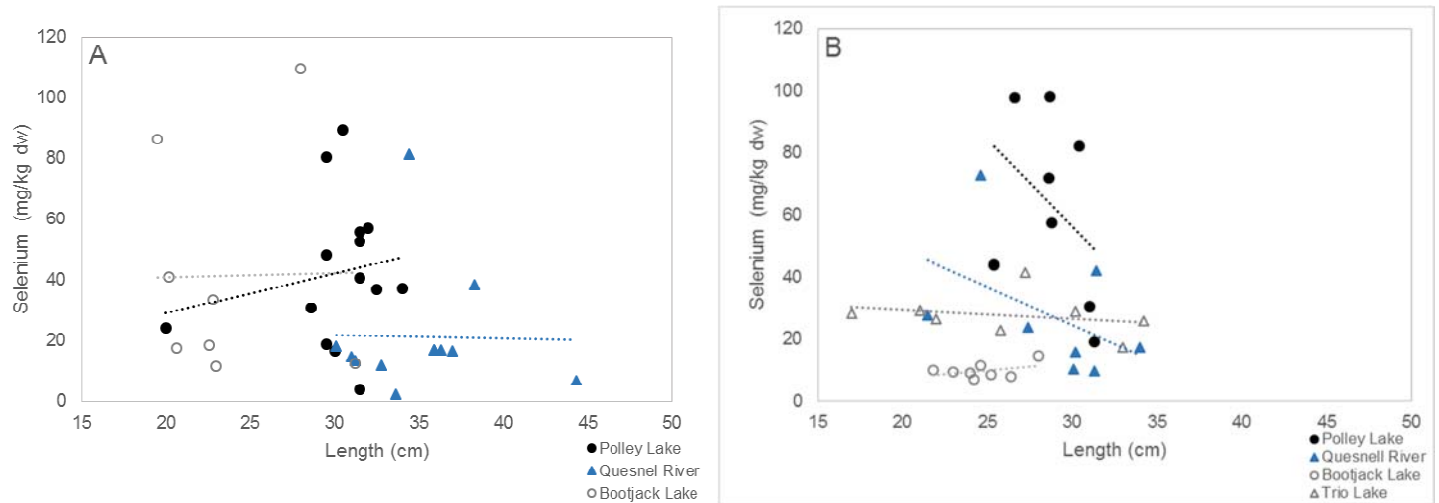 A
Selenium (mg/kg dw)
120
100
80
60
40
20
0
15 20 25 30 35 40 45 50
Length (cm)
Polley Lake
Quesnel River
Bootjack Lake
B
Selenium (mg/kg dw)
120
100
80
60
40
20
0
15 20 25 30 35 40 45 50
Length (cm)
Polley Lake
Quesnell River
Bootjack Lake
Trio Lake